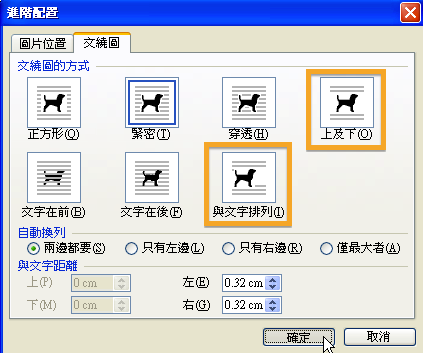 進階配置
圖片位置 文繞圖
文繞圖的方式
正方形(Q) 緊密(T) 穿透(H) 上及下(O)
文字在前(B) 文字在後(F) 與文字排列(I)
自動換列
兩邊都要(S) 只有左邊(L) 只有右邊(R) 僅最大者(A)
與文字距離
上(P) 0 cm 左(E) 0.32 cm
下(M) 0 cm 右(G) 0.32 cm
確定 取消